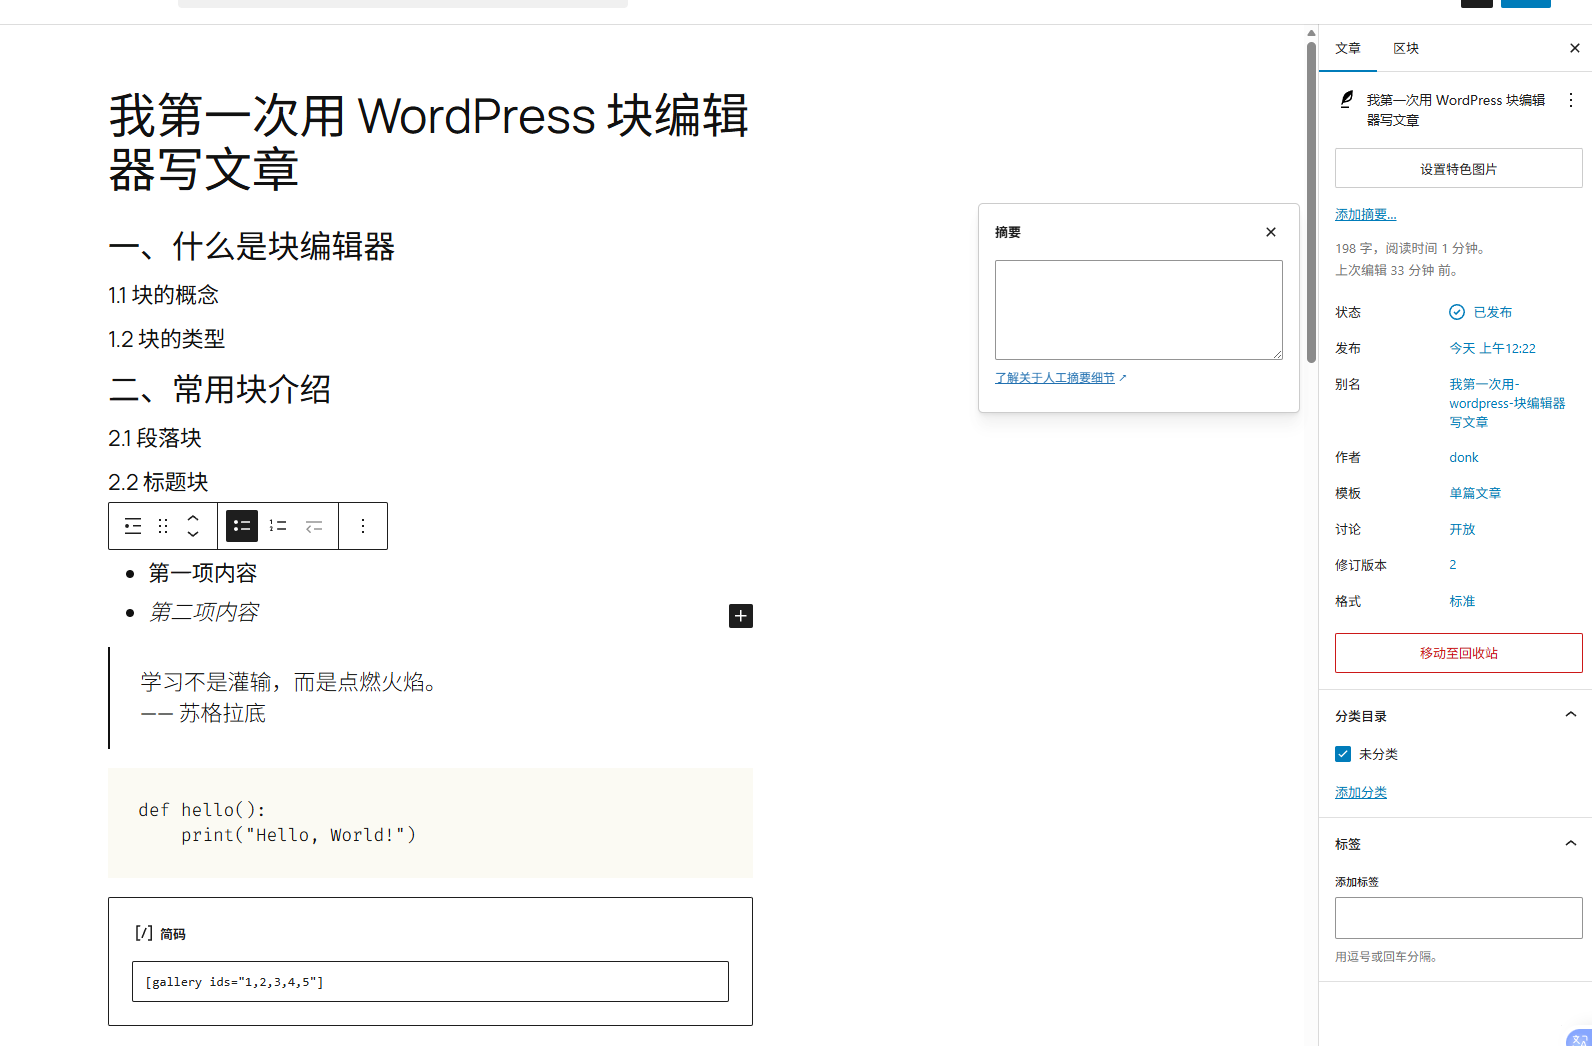 我第一次用 WordPress 块编辑
器写文章
一、什么是块编辑器
1.1 块的概念
1.2 块的类型
二、常用块介绍
2.1 段落块
2.2 标题块
第一项内容
第二项内容
学习不是灌输，而是点燃火焰。
—— 苏格拉底
def hello():
    print("Hello, World!")
[/] 简码
[gallery ids="1,2,3,4,5"]
摘要
了解关于人工摘要细节 ↗
文章 区块
我第一次用 WordPress 块编辑
器写文章
设置特色图片
添加摘要...
198 字，阅读时间 1 分钟。
上次编辑 33 分钟 前。
状态 已发布
发布 今天 上午12:22
别名 我第一次用-
wordpress-块编辑器
写文章
作者 donk
模板 单篇文章
讨论 开放
修订版本 2
格式 标准
移动至回收站
分类目录
未分类
添加分类
标签
添加标签
用逗号或回车分隔。